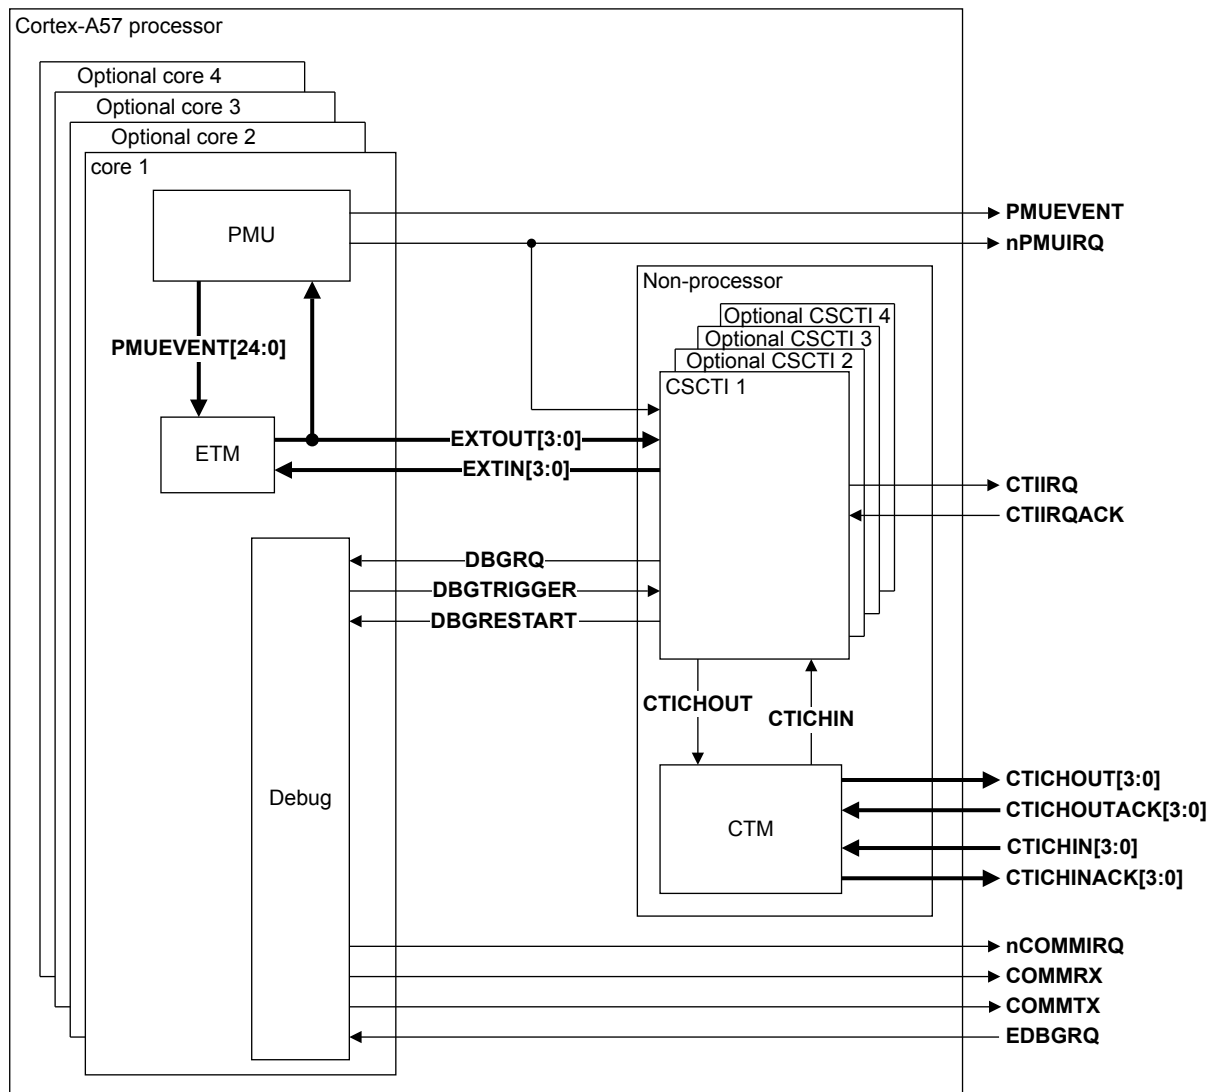 Cortex-A57 processor
Optional core 4
Optional core 3
Optional core 2
core 1
PMU
PMUEVENT
nPMUIRQ
Non-processor
Optional CSCTI 4
Optional CSCTI 3
Optional CSCTI 2
CSCTI 1
PMUEVENT[24:0]
ETM
EXTOUT[3:0]
EXTIN[3:0]
CTIIRQ
CTIIRQACK
DBGRQ
DBGTRIGGER
DBGRESTART
CTICHOUT
CTICHIN
Debug
CTM
CTICHOUT[3:0]
CTICHOUTACK[3:0]
CTICHIN[3:0]
CTICHINACK[3:0]
nCOMMIRQ
COMMRX
COMMTX
EDBGRQ